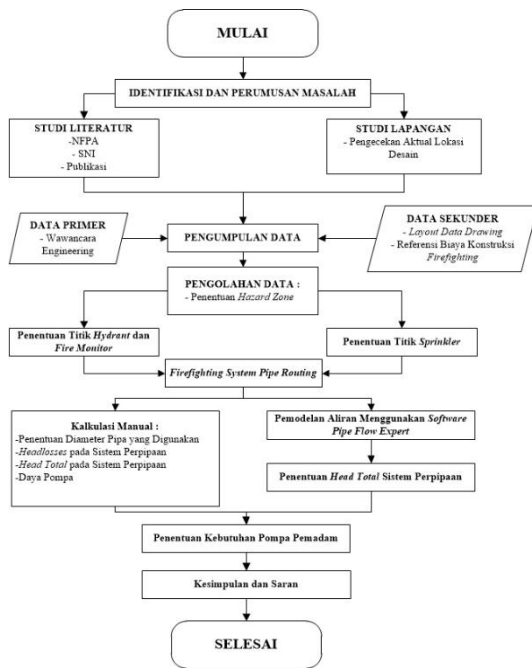 MULAI
IDENTIFIKASI DAN PERUMUSAN MASALAH
STUDI LITERATUR
-NFPA
- SNI
- Publikasi
STUDI LAPANGAN
- Pengecekan Aktual Lokasi
Desain
DATA PRIMER
- Wawancara
Engineering
PENGUMPULAN DATA
DATA SEKUNDER
- Layout Data Drawing
- Referensi Biaya Konstruksi
Firefighting
PENGOLAHAN DATA :
- Penentuan Hazard Zone
Penentuan Titik Hydrant dan
Fire Monitor
Penentuan Titik Sprinkler
Firefighting System Pipe Routing
Kalkulasi Manual :
-Penentuan Diameter Pipa yang Digunakan
-Headlosses pada Sistem Perpipaan
-Head Total pada Sistem Perpipaan
-Daya Pompa
Pemodelan Aliran Menggunakan Software
Pipe Flow Expert
Penentuan Head Total Sistem Perpipaan
Penentuan Kebutuhan Pompa Pemadam
Kesimpulan dan Saran
SELESAI